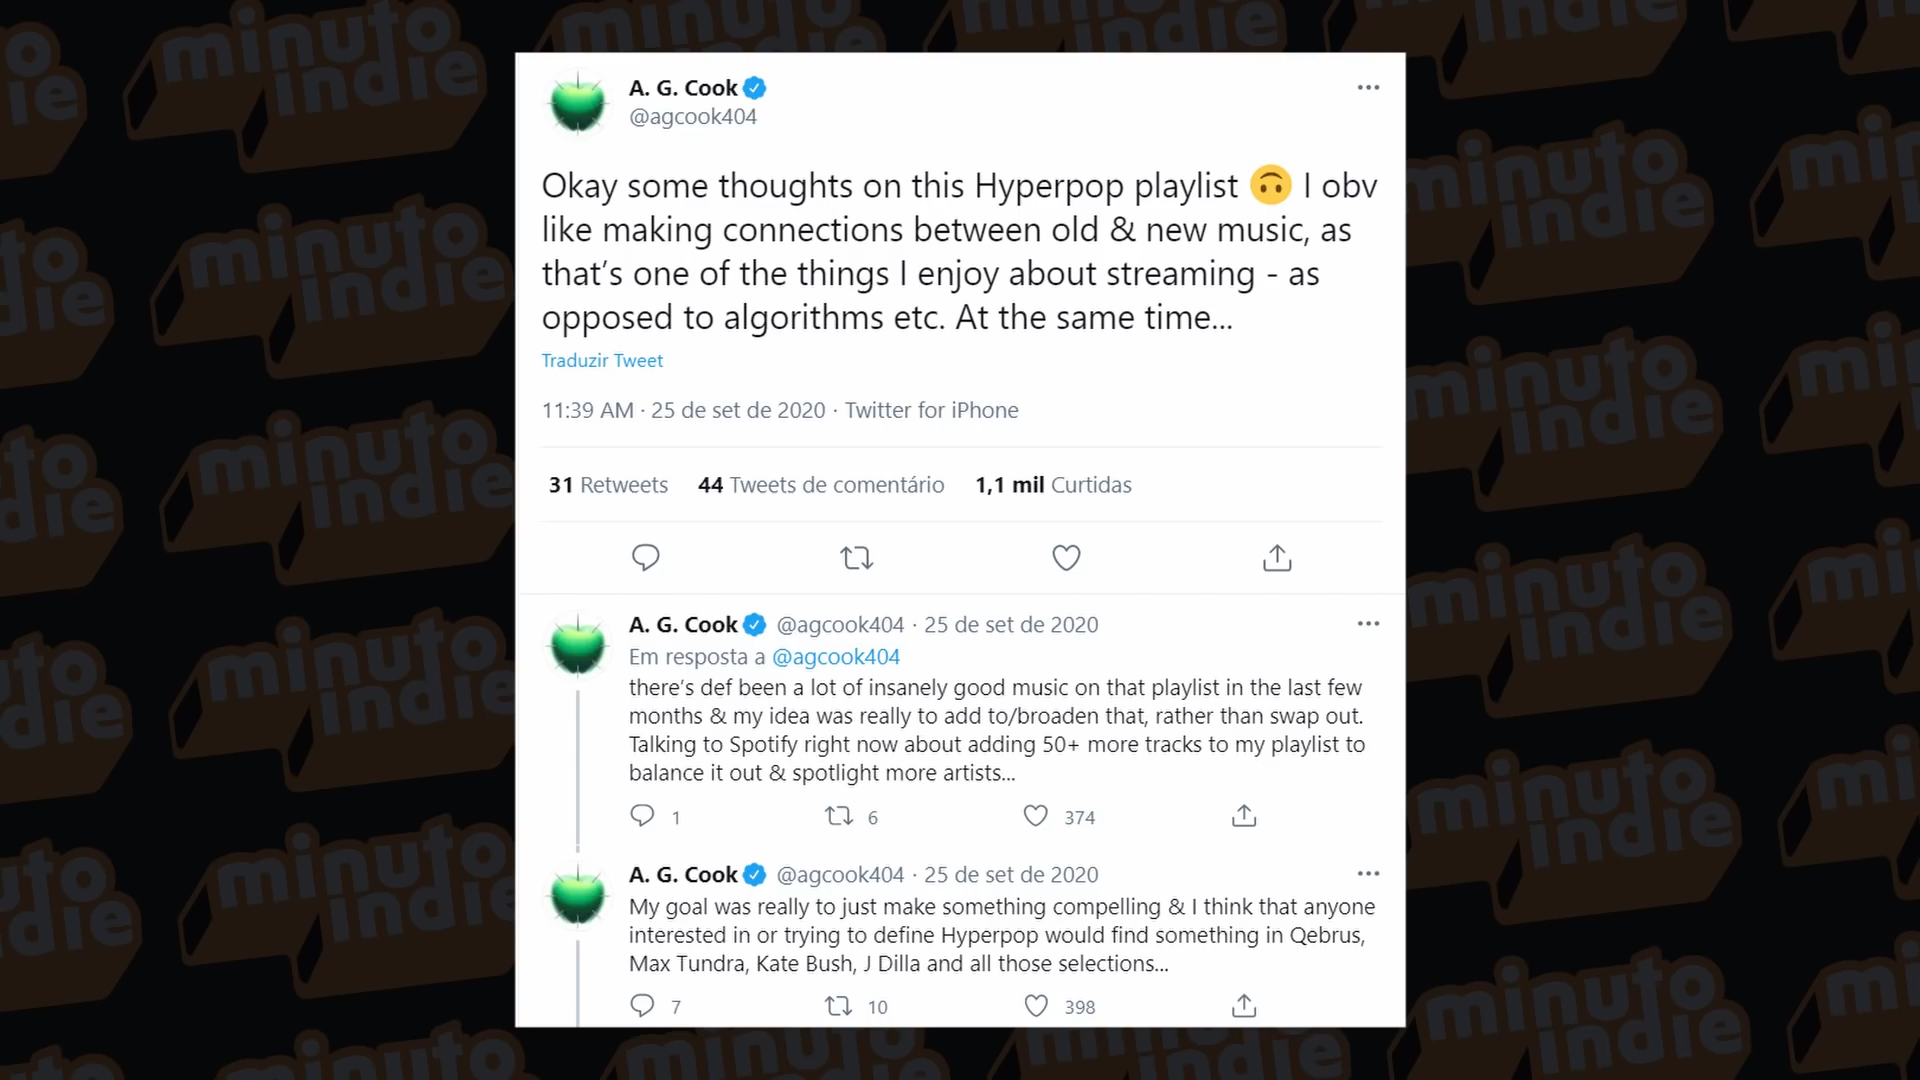 minuto
indie
A. G. Cook
@agcook404
Okay some thoughts on this Hyperpop playlist 🙃 I obv
like making connections between old & new music, as
that’s one of the things I enjoy about streaming - as
opposed to algorithms etc. At the same time...
Traduzir Tweet
11:39 AM · 25 de set de 2020 · Twitter for iPhone
31 Retweets 44 Tweets de comentário 1,1 mil Curtidas
A. G. Cook @agcook404 · 25 de set de 2020
Em resposta a @agcook404
there’s def been a lot of insanely good music on that playlist in the last few
months & my idea was really to add to/broaden that, rather than swap out.
Talking to Spotify right now about adding 50+ more tracks to my playlist to
balance it out & spotlight more artists...
1 6 374
A. G. Cook @agcook404 · 25 de set de 2020
My goal was really to just make something compelling & I think that anyone
interested in or trying to define Hyperpop would find something in Qebrus,
Max Tundra, Kate Bush, J Dilla and all those selections...
7 10 398